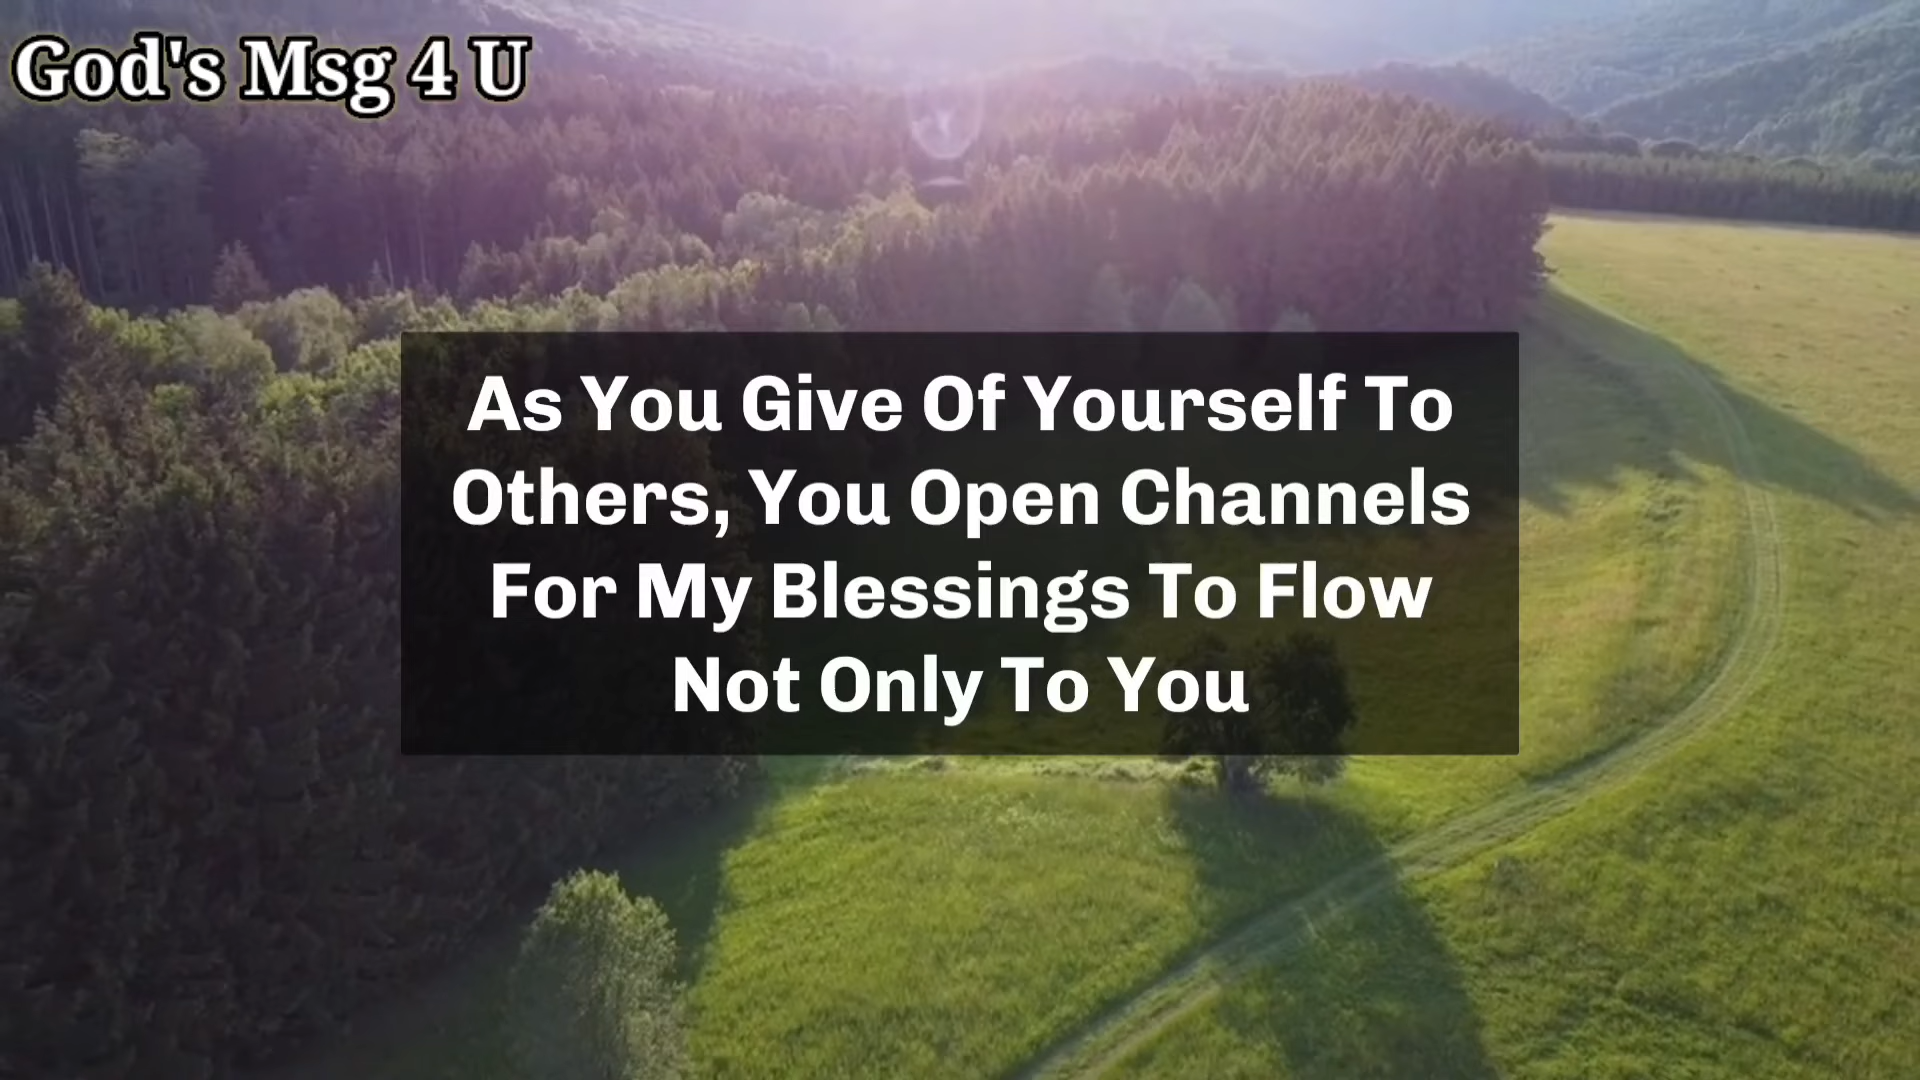 God's Msg 4 U
As You Give Of Yourself To
Others, You Open Channels
For My Blessings To Flow
Not Only To You